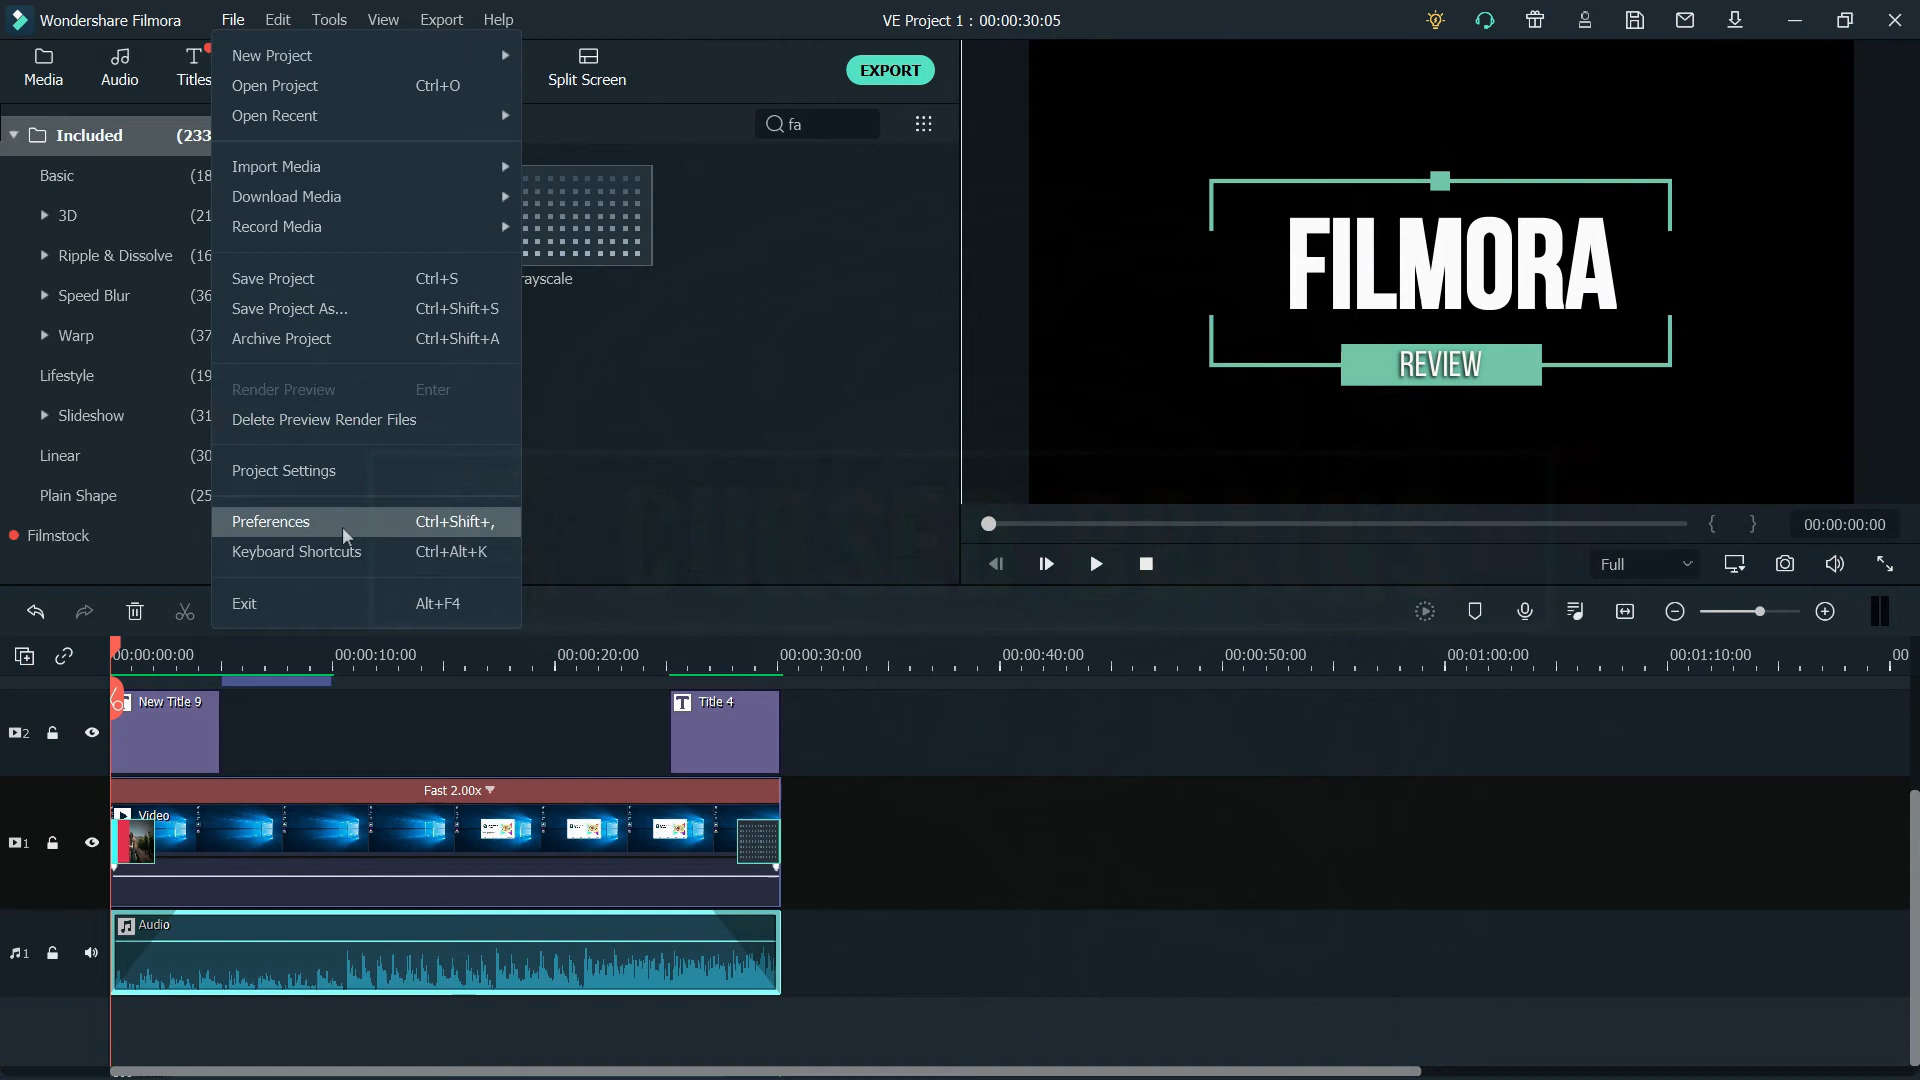 Wondershare Filmora
File Edit Tools View Export Help
VE Project 1 : 00:00:30:05
Media
Audio
Titles
Split Screen
EXPORT
New Project
Open Project Ctrl+O
Open Recent
Import Media
Download Media
Record Media
Save Project Ctrl+S
Save Project As... Ctrl+Shift+S
Archive Project Ctrl+Shift+A
Render Preview Enter
Delete Preview Render Files
Project Settings
Preferences Ctrl+Shift+,
Keyboard Shortcuts Ctrl+Alt+K
Exit Alt+F4
Included (233
Basic (18
3D (21
Ripple & Dissolve (16
Speed Blur (36
Warp (37
Lifestyle (19
Slideshow (31
Linear (30
Plain Shape (25
Filmstock
fa
rayscale
FILMORA
REVIEW
{ } 00:00:00:00
Full
00:00:00:00 00:00:10:00 00:00:20:00 00:00:30:00 00:00:40:00 00:00:50:00 00:01:00:00 00:01:10:00 00
2
New Title 9
T Title 4
Fast 2.00x
Video
1
Audio
1